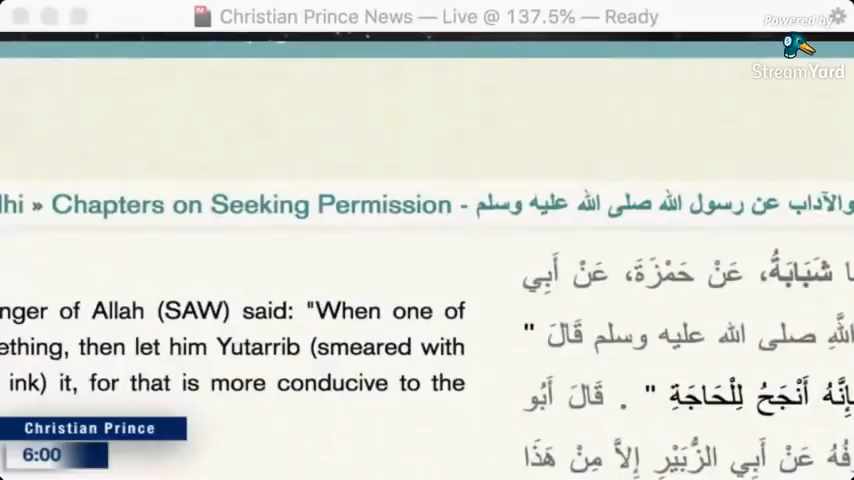 Christian Prince News — Live @ 137.5% — Ready
Powered by
StreamYard
hi » Chapters on Seeking Permission - والآداب عن رسول الله صلى الله عليه وسلم
شَبَابَةُ، عَنْ حَمْزَةَ، عَنْ أَبِي
nger of Allah (SAW) said: "When one of
صلى الله عليه وسلم قَالَ "
ething, then let him Yutarrib (smeared with
ink) it, for that is more conducive to the
أَنْجَحُ لِلْحَاجَةِ " . قَالَ أَبُو
Christian Prince
6:00
عَنْ أَبِي الزُّبَيْرِ إِلاَّ مِنْ هَذَا